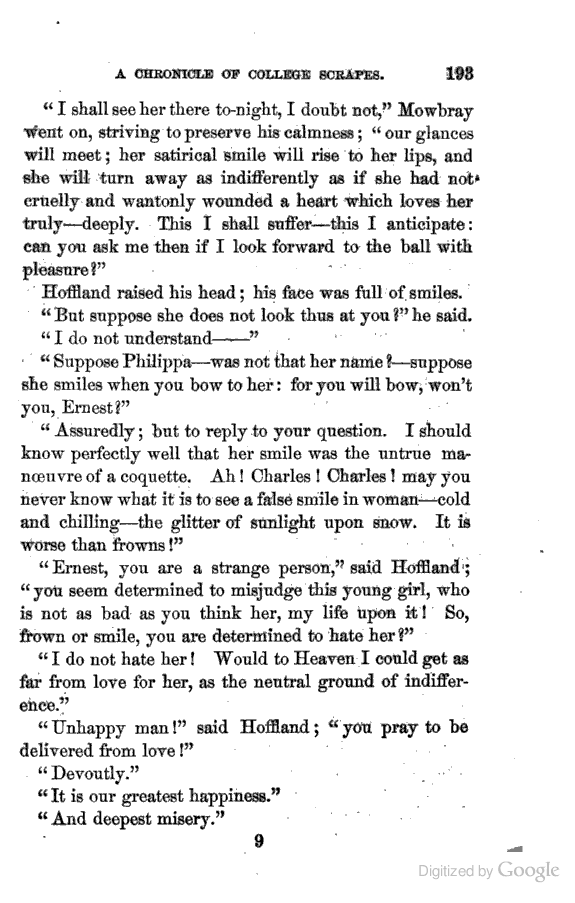 A CHRONICLE OF COLLEGE SCRAPES. 193
“I shall see her there to-night, I doubt not,” Mowbray
went on, striving to preserve his calmness; “our glances
will meet; her satirical smile will rise to her lips, and
she will turn away as indifferently as if she had not
cruelly and wantonly wounded a heart which loves her
truly—deeply. This I shall suffer—this I anticipate:
can you ask me then if I look forward to the ball with
pleasure?”
Hoffland raised his head; his face was full of smiles.
“But suppose she does not look thus at you?” he said.
“I do not understand——”
“Suppose Philippa—was not that her name?—suppose
she smiles when you bow to her: for you will bow, won’t
you, Ernest?”
“Assuredly; but to reply to your question. I should
know perfectly well that her smile was the untrue ma-
nœuvre of a coquette. Ah! Charles! Charles! may you
never know what it is to see a false smile in woman—cold
and chilling—the glitter of sunlight upon snow. It is
worse than frowns!”
“Ernest, you are a strange person,” said Hoffland;
“you seem determined to misjudge this young girl, who
is not as bad as you think her, my life upon it! So,
frown or smile, you are determined to hate her?”
“I do not hate her! Would to Heaven I could get as
far from love for her, as the neutral ground of indiffer-
ence.”
“Unhappy man!” said Hoffland; “you pray to be
delivered from love!”
“Devoutly.”
“It is our greatest happiness.”
“And deepest misery.”
9
Digitized by Google